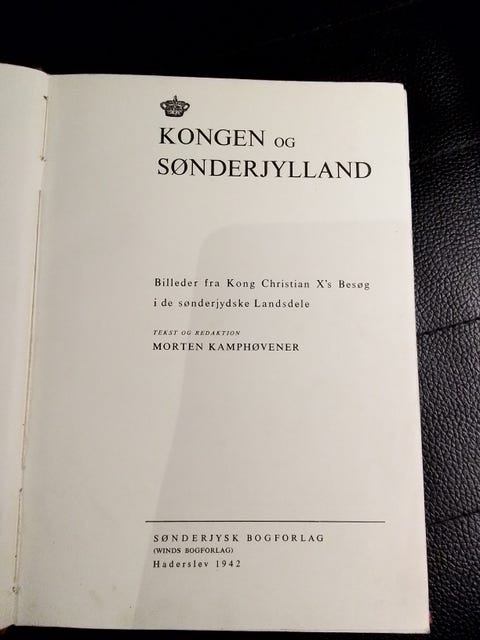 KONGEN OG
SØNDERJYLLAND
Billeder fra Kong Christian X's Besøg
i de sønderjydske Landsdele
TEKST OG REDAKTION
MORTEN KAMPHØVENER
SØNDERJYSK BOGFORLAG
(WINDS BOGFORLAG)
Haderslev 1942